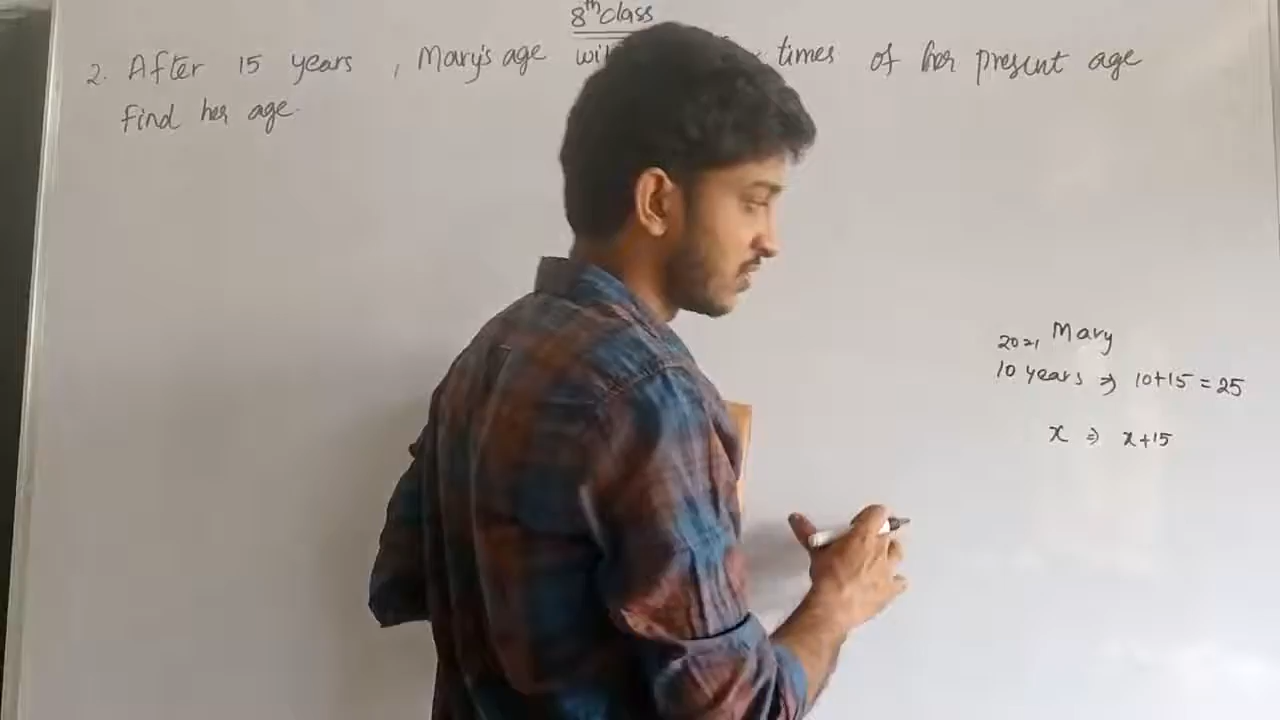 8th class
2. After 15 years , Mary's age times of her present age
find her age.
2021 Mary
10 years ⇒ 10+15 = 25
x ⇒ x+15